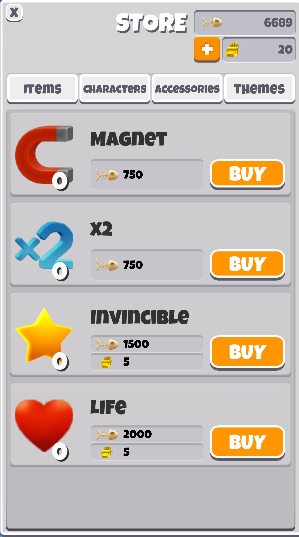 X
STORE
6689
+
20
Items
Characters
Accessories
Themes
Magnet
0
750
BUY
X2
x2
0
750
BUY
Invincible
0
1500
5
BUY
Life
0
2000
5
BUY